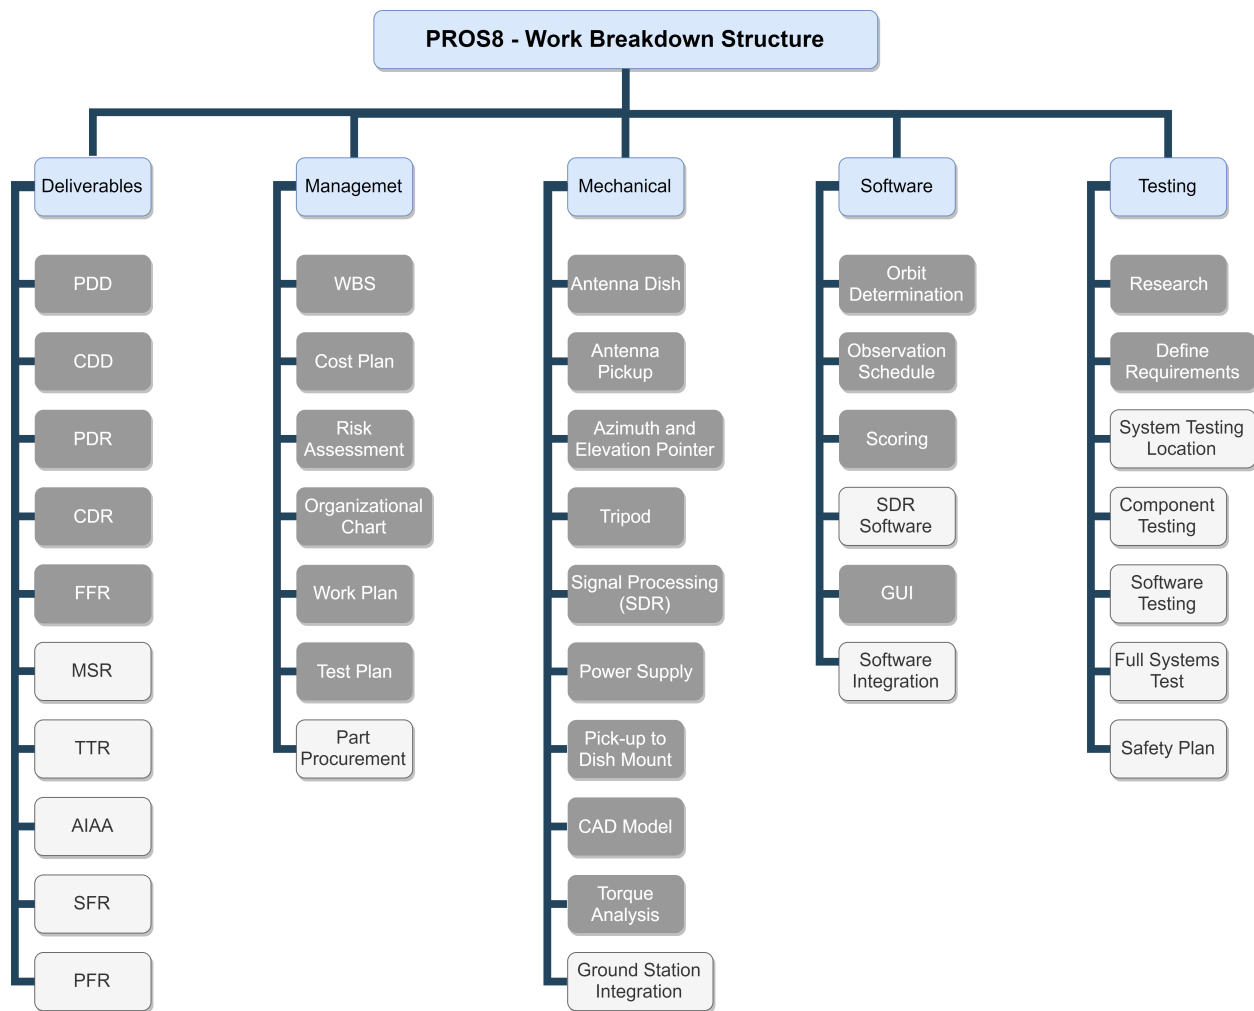 PROS8 - Work Breakdown Structure
Deliverables
PDD
CDD
PDR
CDR
FFR
MSR
TTR
AIAA
SFR
PFR
Managemet
WBS
Cost Plan
Risk
Assessment
Organizational
Chart
Work Plan
Test Plan
Part
Procurement
Mechanical
Antenna Dish
Antenna
Pickup
Azimuth and
Elevation Pointer
Tripod
Signal Processing
(SDR)
Power Supply
Pick-up to
Dish Mount
CAD Model
Torque
Analysis
Ground Station
Integration
Software
Orbit
Determination
Observation
Schedule
Scoring
SDR
Software
GUI
Software
Integration
Testing
Research
Define
Requirements
System Testing
Location
Component
Testing
Software
Testing
Full Systems
Test
Safety Plan